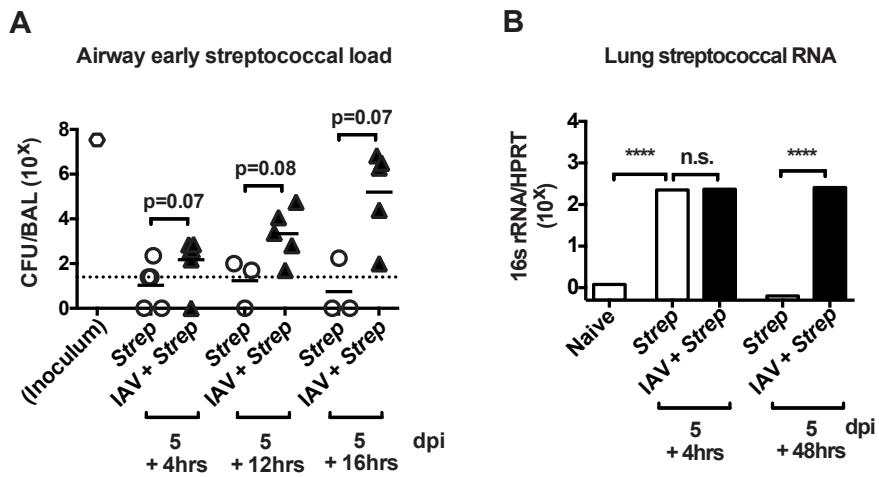 A
Airway early streptococcal load
CFU/BAL (10^x)
8
6
4
2
0
p=0.07
p=0.08
p=0.07
(Inoculum)
Strep
IAV + Strep
Strep
IAV + Strep
Strep
IAV + Strep
5
+ 4hrs
5
+ 12hrs
5
+ 16hrs
dpi
B
Lung streptococcal RNA
16s rRNA/HPRT
(10^x)
4
3
2
1
0
****
n.s.
****
Naive
Strep
IAV + Strep
Strep
IAV + Strep
5
+ 4hrs
5
+ 48hrs
dpi